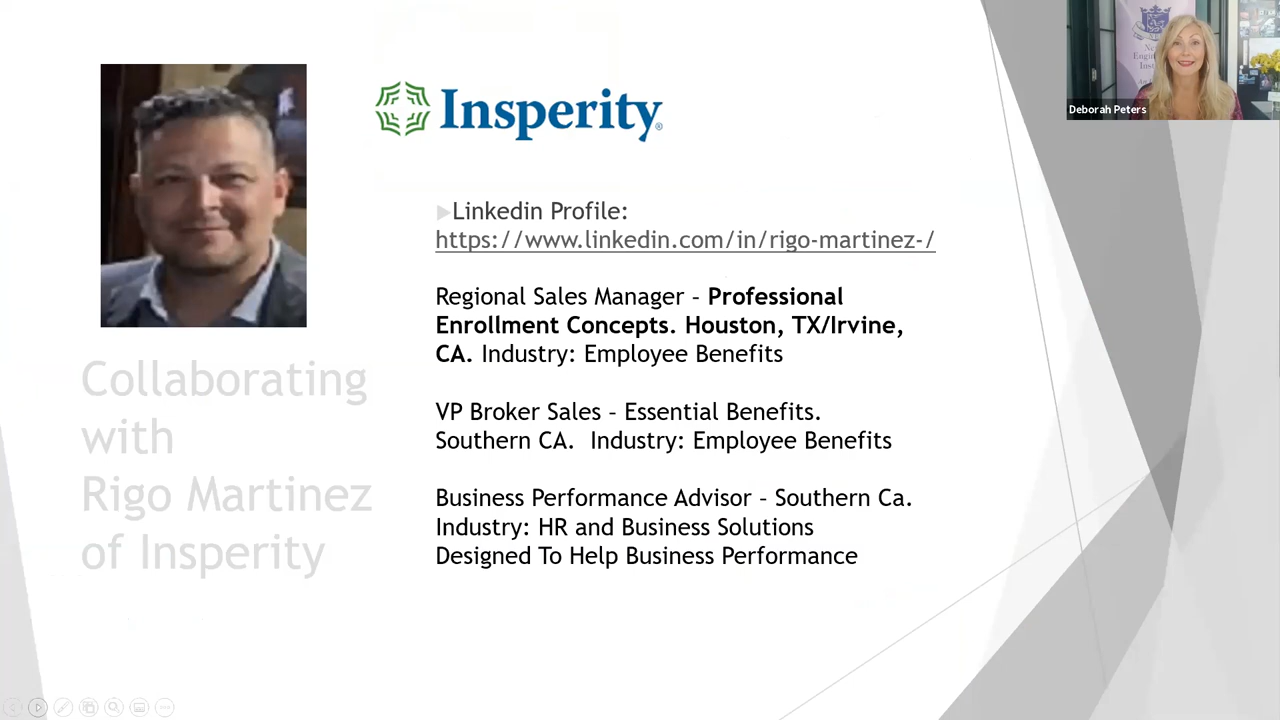 Insperity®
Deborah Peters
Linkedin Profile:
https://www.linkedin.com/in/rigo-martinez-/
Regional Sales Manager – Professional
Enrollment Concepts. Houston, TX/Irvine,
CA. Industry: Employee Benefits
VP Broker Sales – Essential Benefits.
Southern CA.  Industry: Employee Benefits
Business Performance Advisor – Southern Ca.
Industry: HR and Business Solutions
Designed To Help Business Performance
Collaborating
with
Rigo Martinez
of Insperity